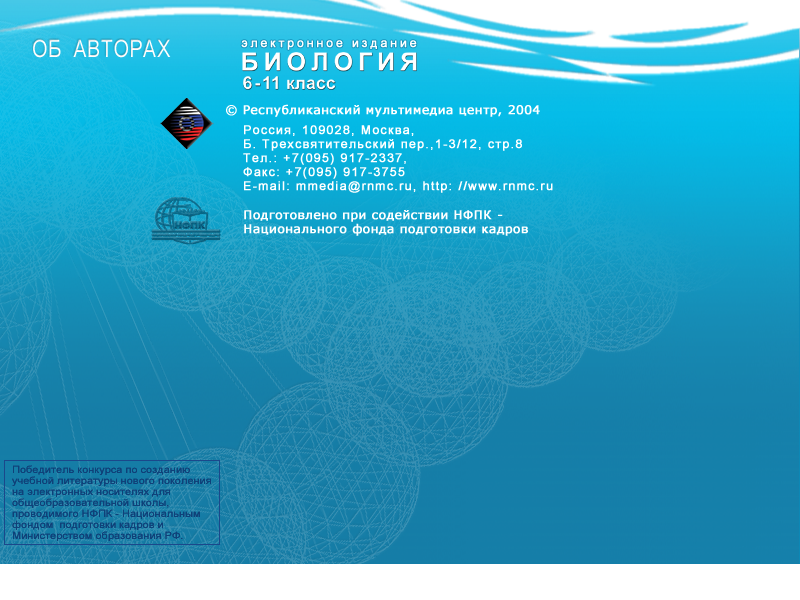 ОБ АВТОРАХ
электронное издание
БИОЛОГИЯ
6-11 класс
© Республиканский мультимедиа центр, 2004
Россия, 109028, Москва,
Б. Трехсвятительский пер.,1-3/12, стр.8
Тел.: +7(095) 917-2337,
Факс: +7(095) 917-3755
E-mail: mmedia@rnmc.ru, http: //www.rnmc.ru
НФПК
Подготовлено при содействии НФПК -
Национального фонда подготовки кадров
Победитель конкурса по созданию
учебной литературы нового поколения
на электронных носителях для
общеобразовательной школы,
проводимого НФПК - Национальным
фондом подготовки кадров и
Министерством образования РФ.